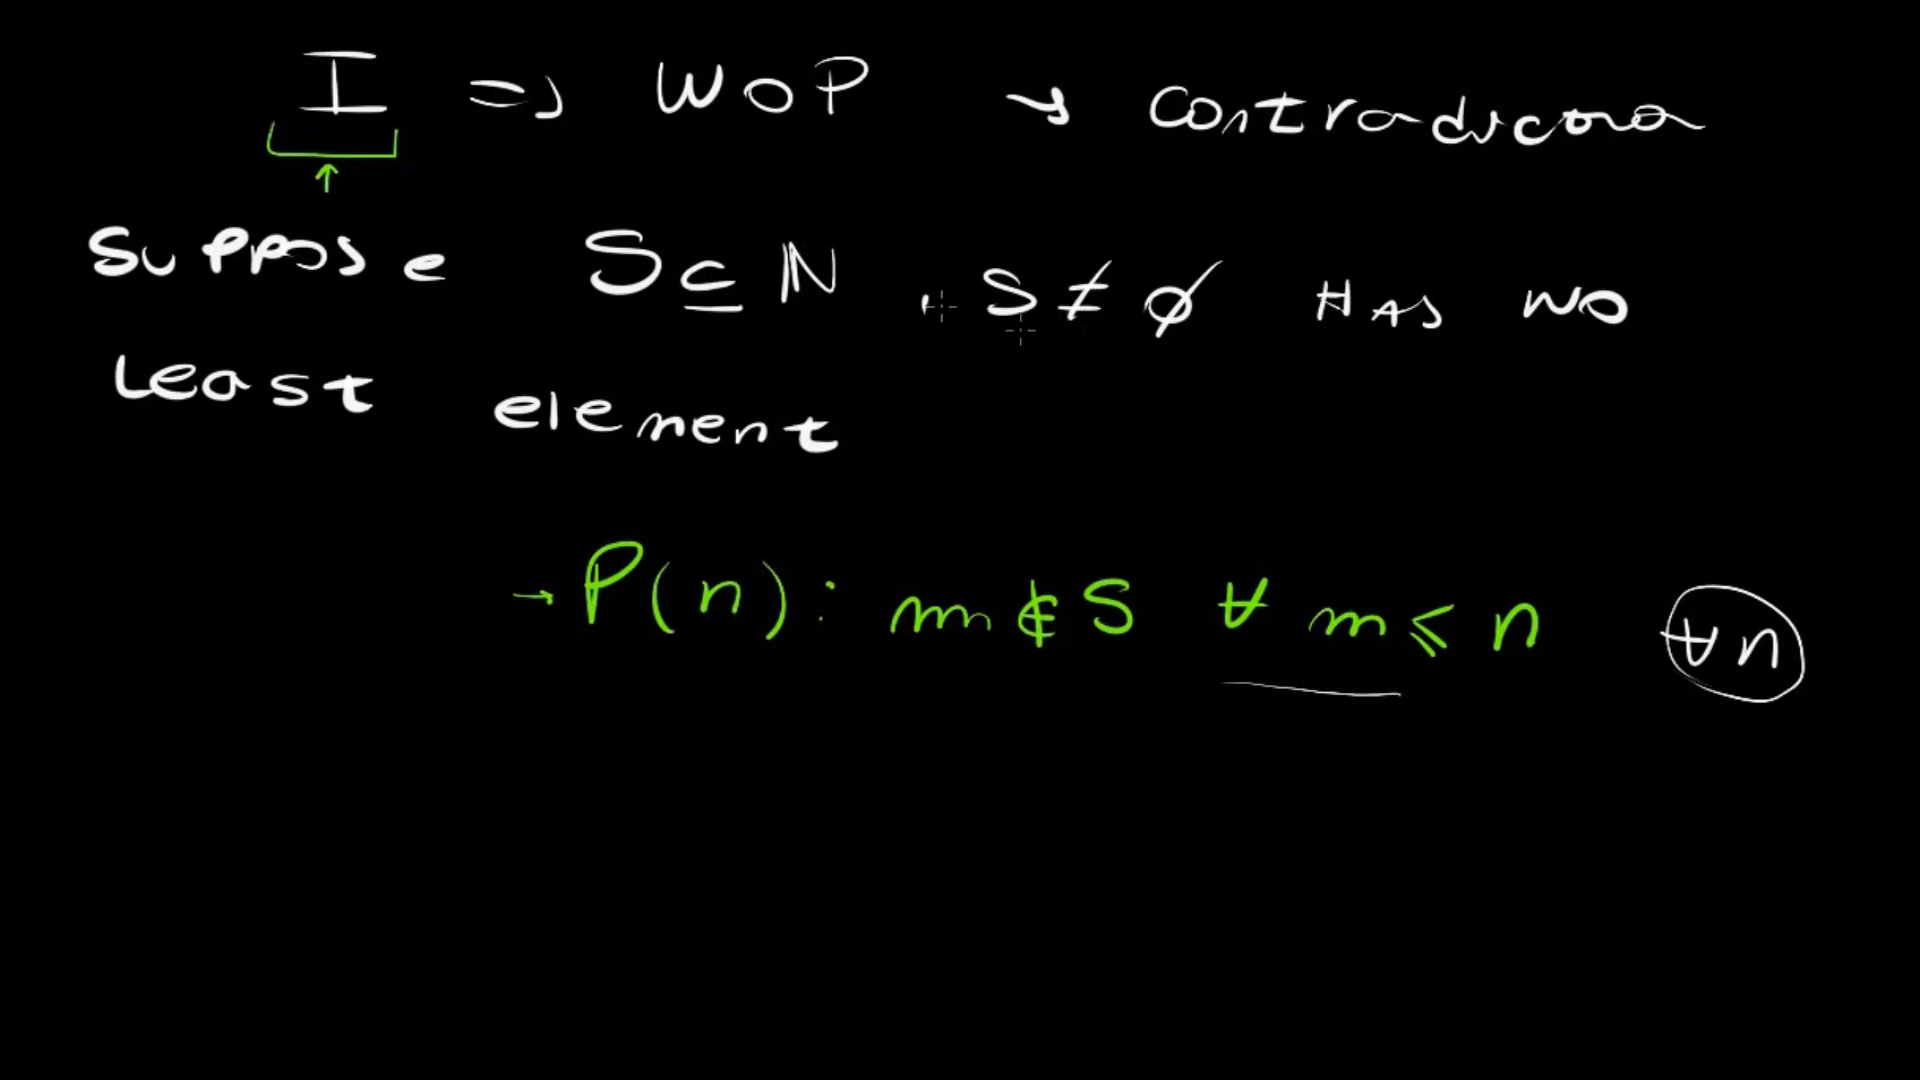 I => WOP → contradiction
SUPPOSE S ⊆ ℕ, S ≠ ∅ HAS NO
Least element
→ P(n): m ∉ S ∀ m ≤ n ∀n